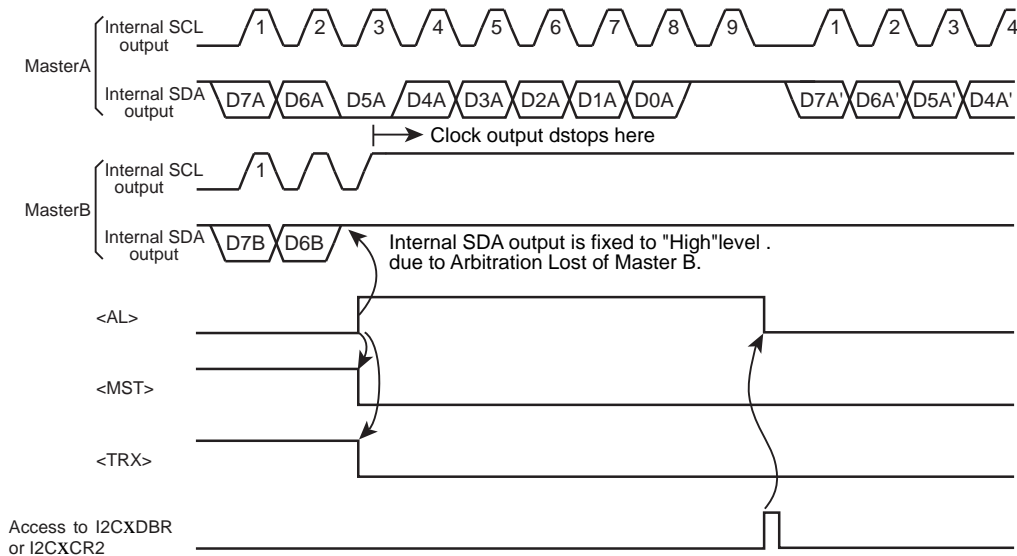 Internal SCL
output
1 2 3 4 5 6 7 8 9 1 2 3 4
MasterA
Internal SDA
output
D7A D6A D5A D4A D3A D2A D1A D0A D7A' D6A' D5A' D4A'
Clock output dstops here
Internal SCL
output
1
MasterB
Internal SDA
output
D7B D6B
Internal SDA output is fixed to "High"level .
due to Arbitration Lost of Master B.
<AL>
<MST>
<TRX>
Access to I2CXDBR
or I2CXCR2